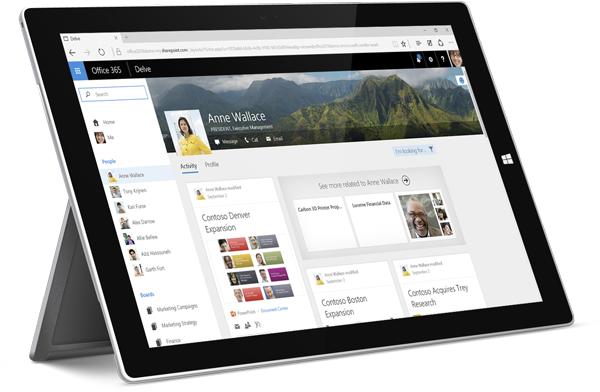 Delve
Office 365
Delve
Search
Home
Me
People
Anne Wallace
Tony Krijnen
Kari Furse
Alex Darrow
Allie Bellew
Aziz Hassouneh
Garth Fort
Boards
Marketing Campaigns
Marketing Strategy
Finance
Anne Wallace
PRESIDENT, Executive Management
Message
Call
Email
Activity
Profile
I'm looking for...
Anne Wallace modified
September 2
Contoso Denver
Expansion
PowerPoint
Document Center
See more related to Anne Wallace
Carbon 3D Printer Prop...
Lucerne Financial Data
Anne Wallace modified
September 2
Contoso Boston
Expansion
Anne Wallace modified
September 2
Contoso Acquires Trey
Research